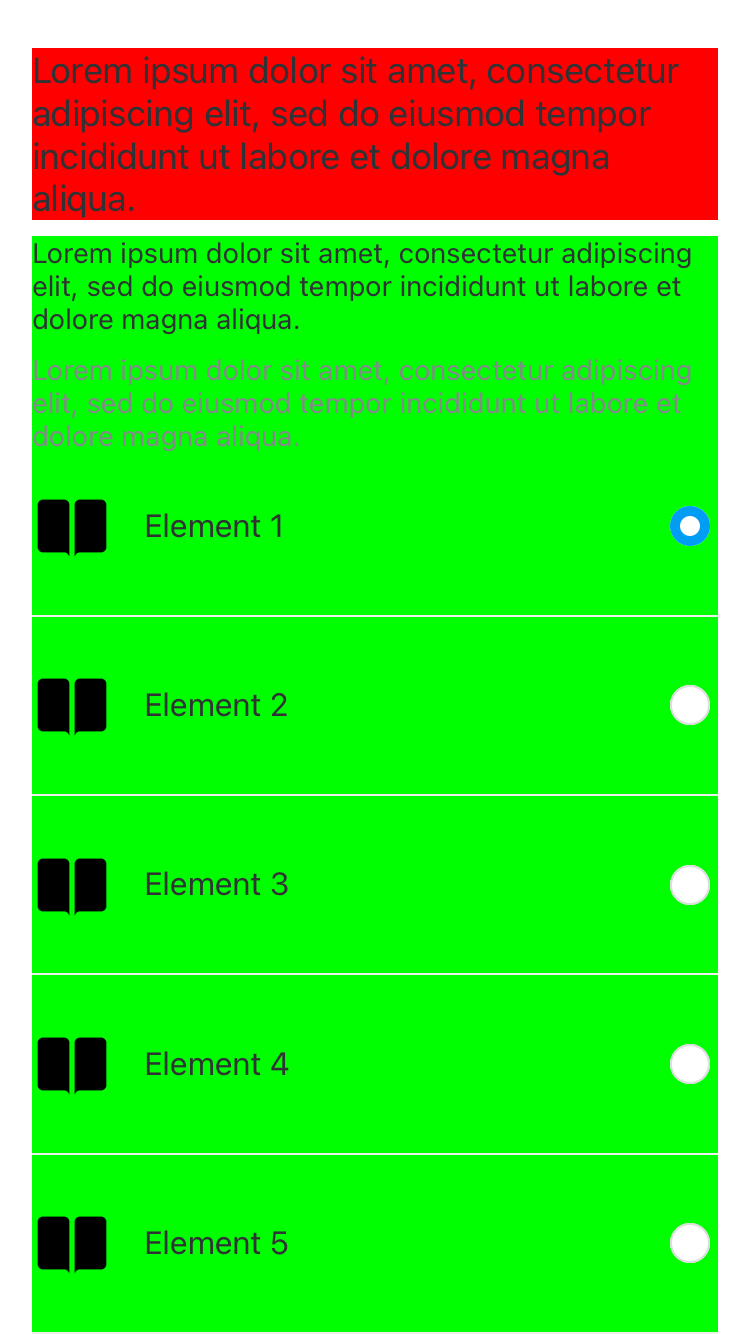 Lorem ipsum dolor sit amet, consectetur
adipiscing elit, sed do eiusmod tempor
incididunt ut labore et dolore magna
aliqua.
Lorem ipsum dolor sit amet, consectetur adipiscing
elit, sed do eiusmod tempor incididunt ut labore et
dolore magna aliqua.
Lorem ipsum dolor sit amet, consectetur adipiscing
elit, sed do eiusmod tempor incididunt ut labore et
dolore magna aliqua.
Element 1
Element 2
Element 3
Element 4
Element 5